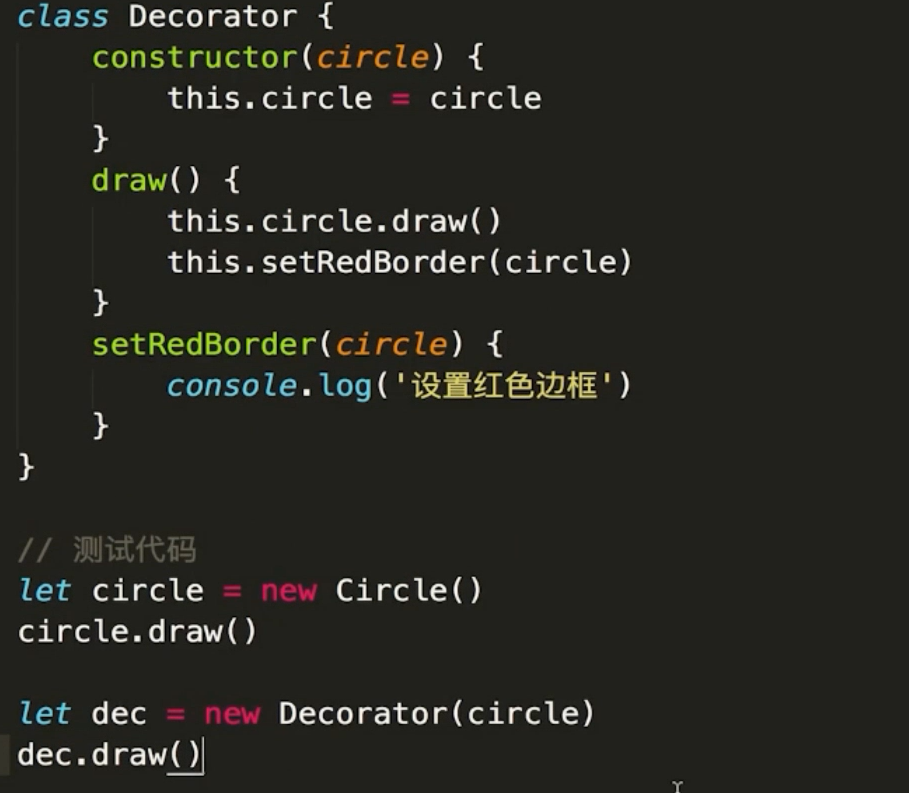 class Decorator {
    constructor(circle) {
        this.circle = circle
    }
    draw() {
        this.circle.draw()
        this.setRedBorder(circle)
    }
    setRedBorder(circle) {
        console.log('设置红色边框')
    }
}

// 测试代码
let circle = new Circle()
circle.draw()

let dec = new Decorator(circle)
dec.draw()